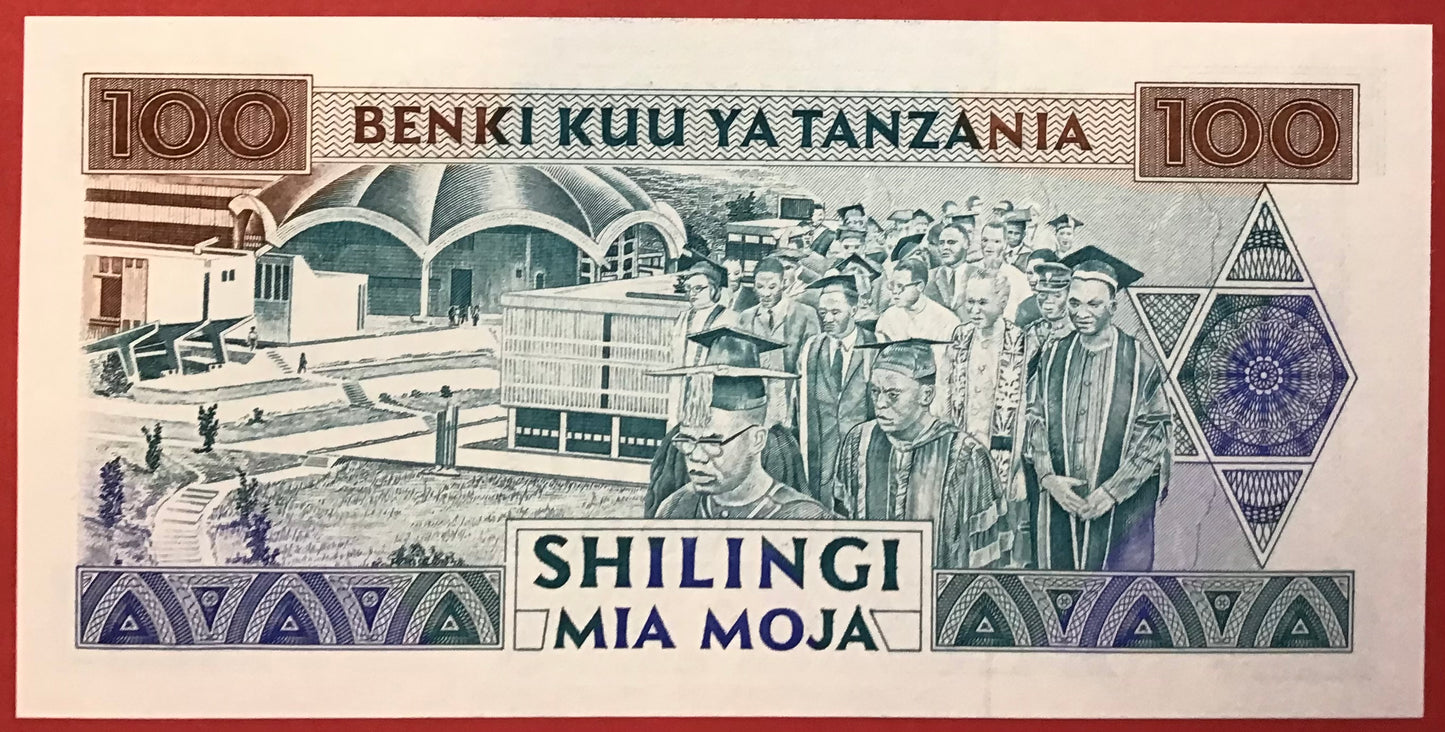 100 BENKI KUU YA TANZANIA 100
SHILINGI
MIA MOJA